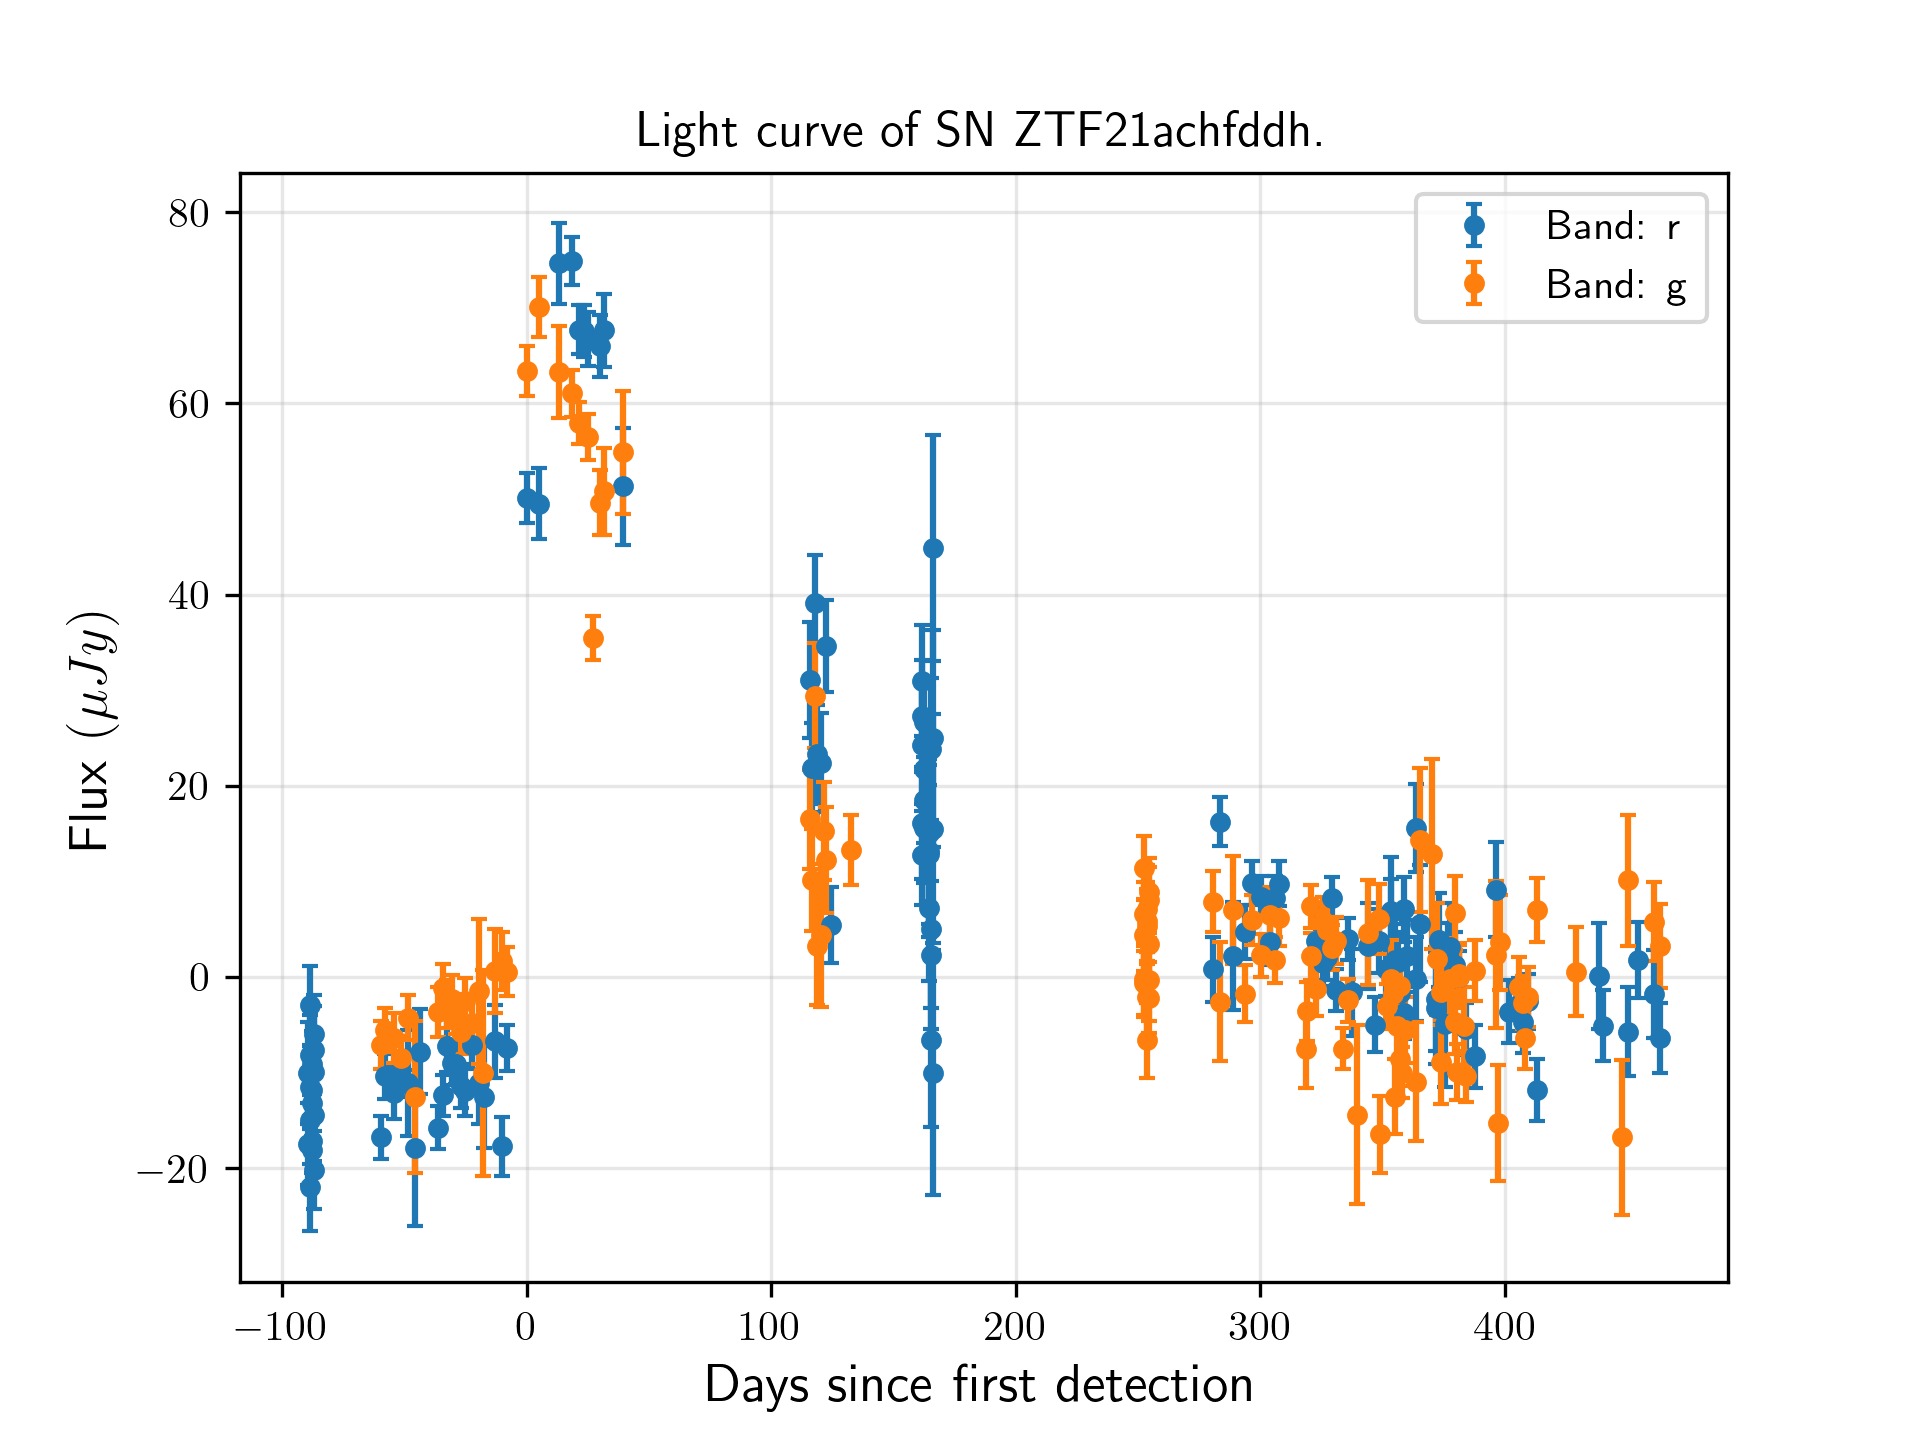 Light curve of SN ZTF21achfddh.
Band: r
Band: g
80
60
40
20
0
−20
Flux (μJy)
−100 0 100 200 300 400
Days since first detection